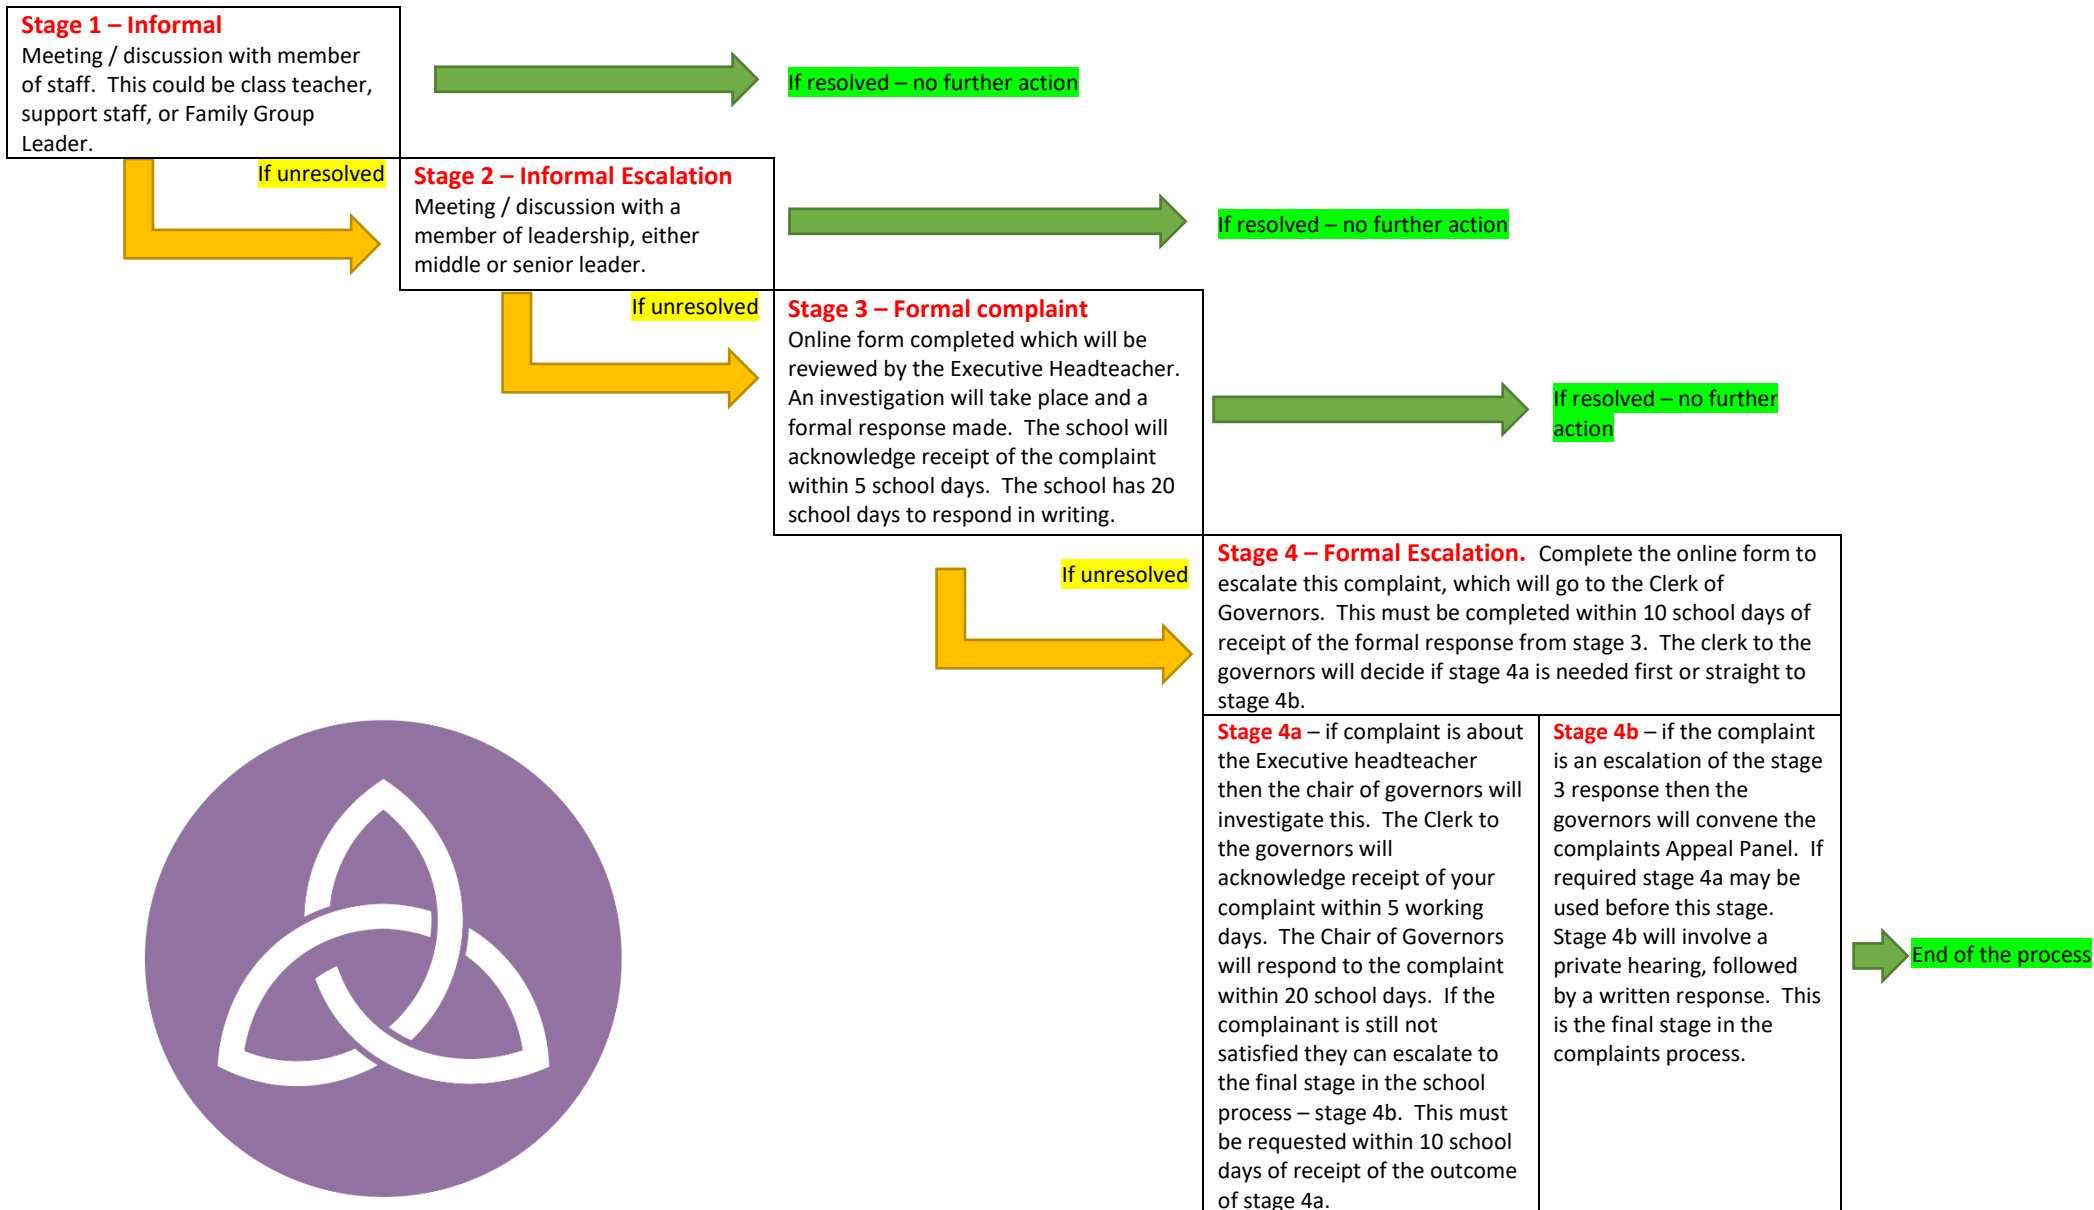 Stage 1 – Informal
Meeting / discussion with member
of staff. This could be class teacher,
support staff, or Family Group
Leader.
If resolved – no further action
If unresolved
Stage 2 – Informal Escalation
Meeting / discussion with a
member of leadership, either
middle or senior leader.
If resolved – no further action
If unresolved
Stage 3 – Formal complaint
Online form completed which will be
reviewed by the Executive Headteacher.
An investigation will take place and a
formal response made. The school will
acknowledge receipt of the complaint
within 5 school days. The school has 20
school days to respond in writing.
If resolved – no further
action
If unresolved
Stage 4 – Formal Escalation. Complete the online form to
escalate this complaint, which will go to the Clerk of
Governors. This must be completed within 10 school days of
receipt of the formal response from stage 3. The clerk to the
governors will decide if stage 4a is needed first or straight to
stage 4b.
Stage 4a – if complaint is about
the Executive headteacher
then the chair of governors will
investigate this. The Clerk to
the governors will
acknowledge receipt of your
complaint within 5 working
days. The Chair of Governors
will respond to the complaint
within 20 school days. If the
complainant is still not
satisfied they can escalate to
the final stage in the school
process – stage 4b. This must
be requested within 10 school
days of receipt of the outcome
of stage 4a.
Stage 4b – if the complaint
is an escalation of the stage
3 response then the
governors will convene the
complaints Appeal Panel. If
required stage 4a may be
used before this stage.
Stage 4b will involve a
private hearing, followed
by a written response. This
is the final stage in the
complaints process.
End of the process